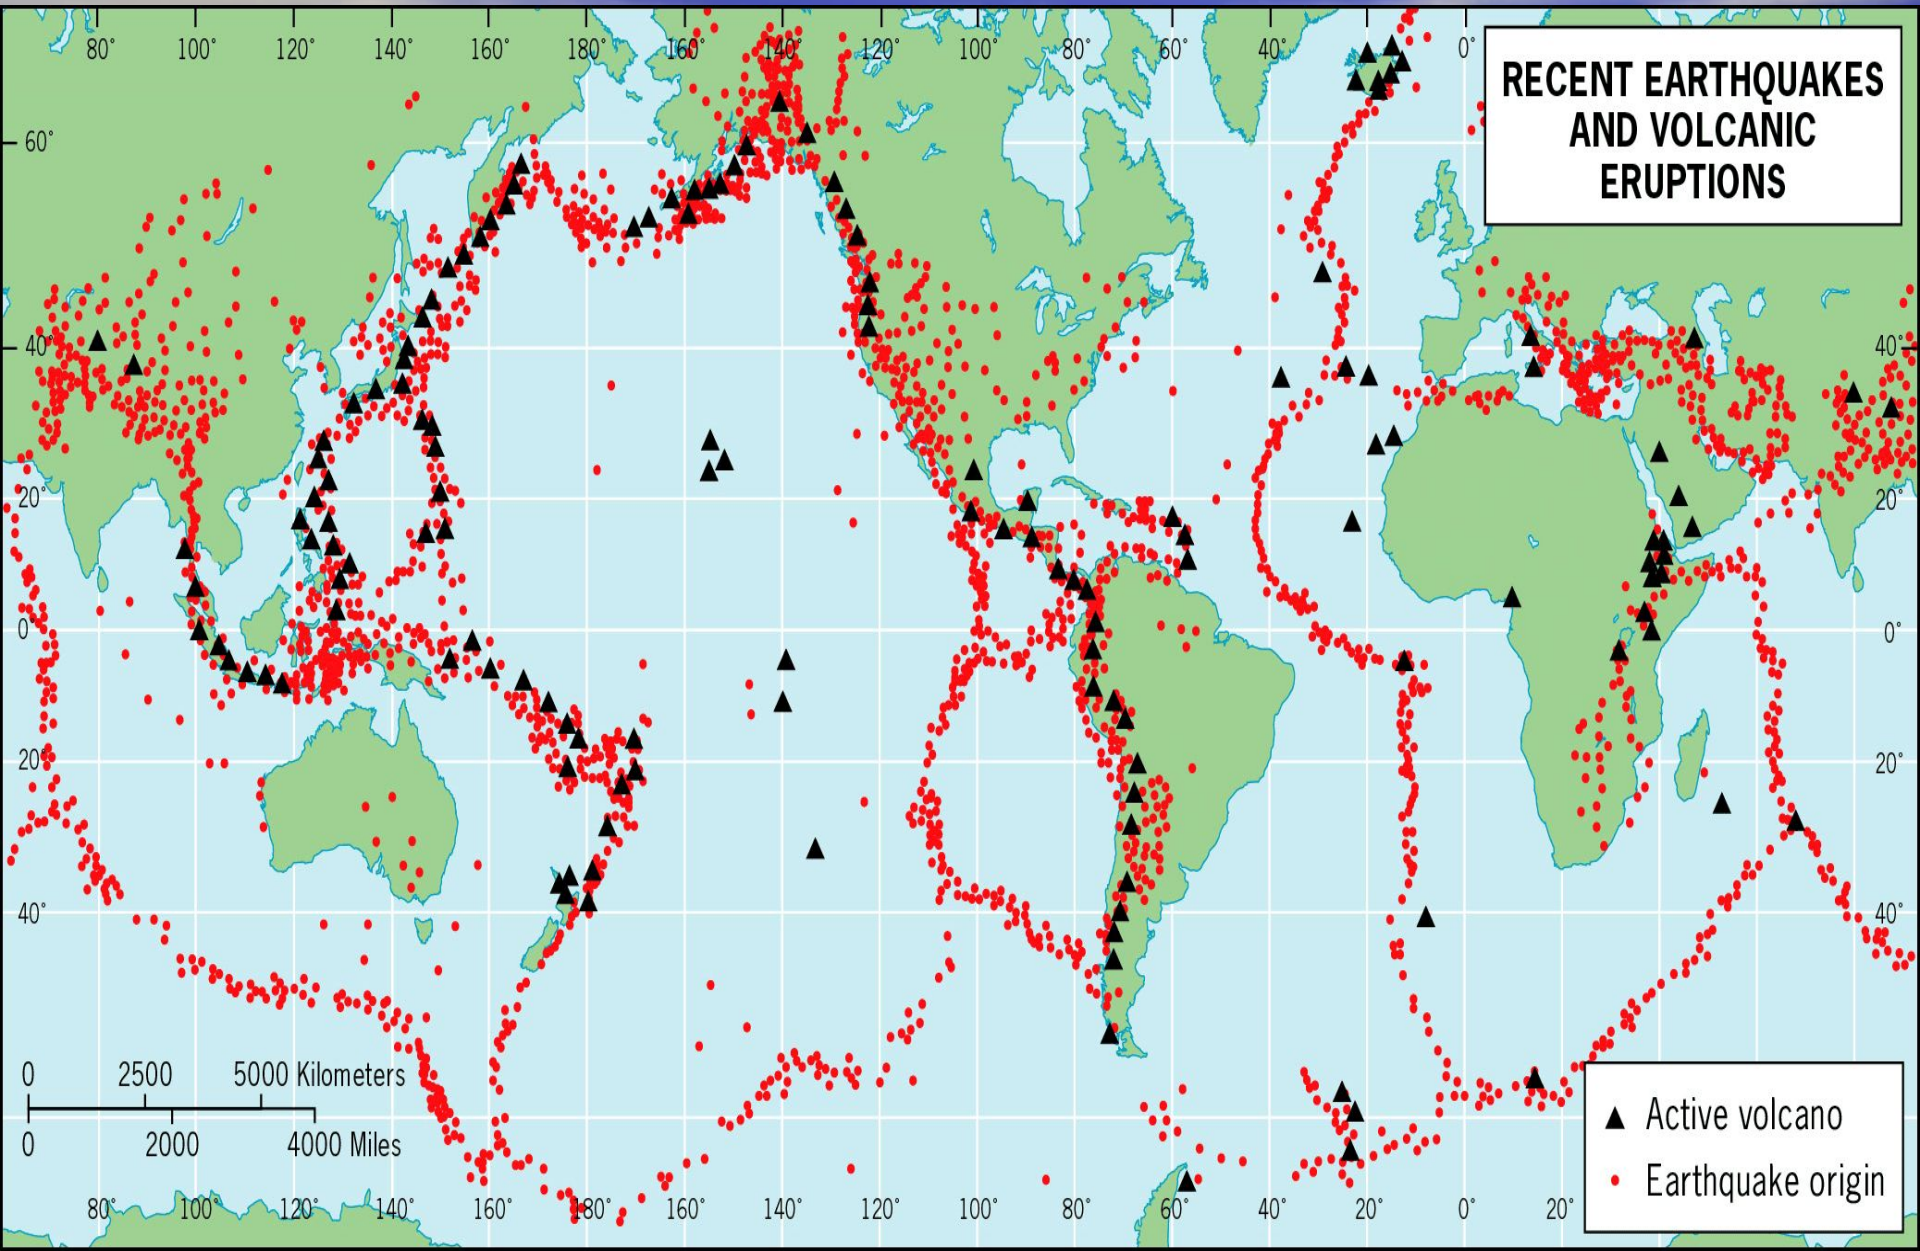 80° 100° 120° 140° 160° 180° 160° 140° 120° 100° 80° 60° 40° 20° 0°
RECENT EARTHQUAKES
AND VOLCANIC
ERUPTIONS
60°
40° 40°
20° 20°
0° 0°
20° 20°
40° 40°
0 2500 5000 Kilometers
0 2000 4000 Miles
Active volcano
Earthquake origin
80° 100° 120° 140° 160° 180° 160° 140° 120° 100° 80° 60° 40° 20° 0° 20°